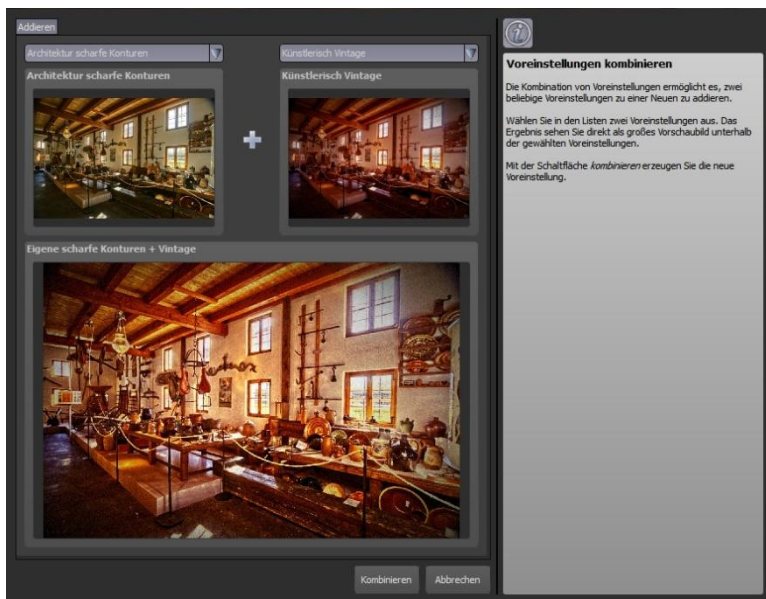 Addieren
Architektur scharfe Konturen
Künstlerisch Vintage
Architektur scharfe Konturen
Künstlerisch Vintage
Eigene scharfe Konturen + Vintage
Kombinieren
Abbrechen
Voreinstellungen kombinieren
Die Kombination von Voreinstellungen ermöglicht es, zwei
beliebige Voreinstellungen zu einer Neuen zu addieren.
Wählen Sie in den Listen zwei Voreinstellungen aus. Das
Ergebnis sehen Sie direkt als großes Vorschaubild unterhalb
der gewählten Voreinstellungen.
Mit der Schaltfläche kombinieren erzeugen Sie die neue
Voreinstellung.